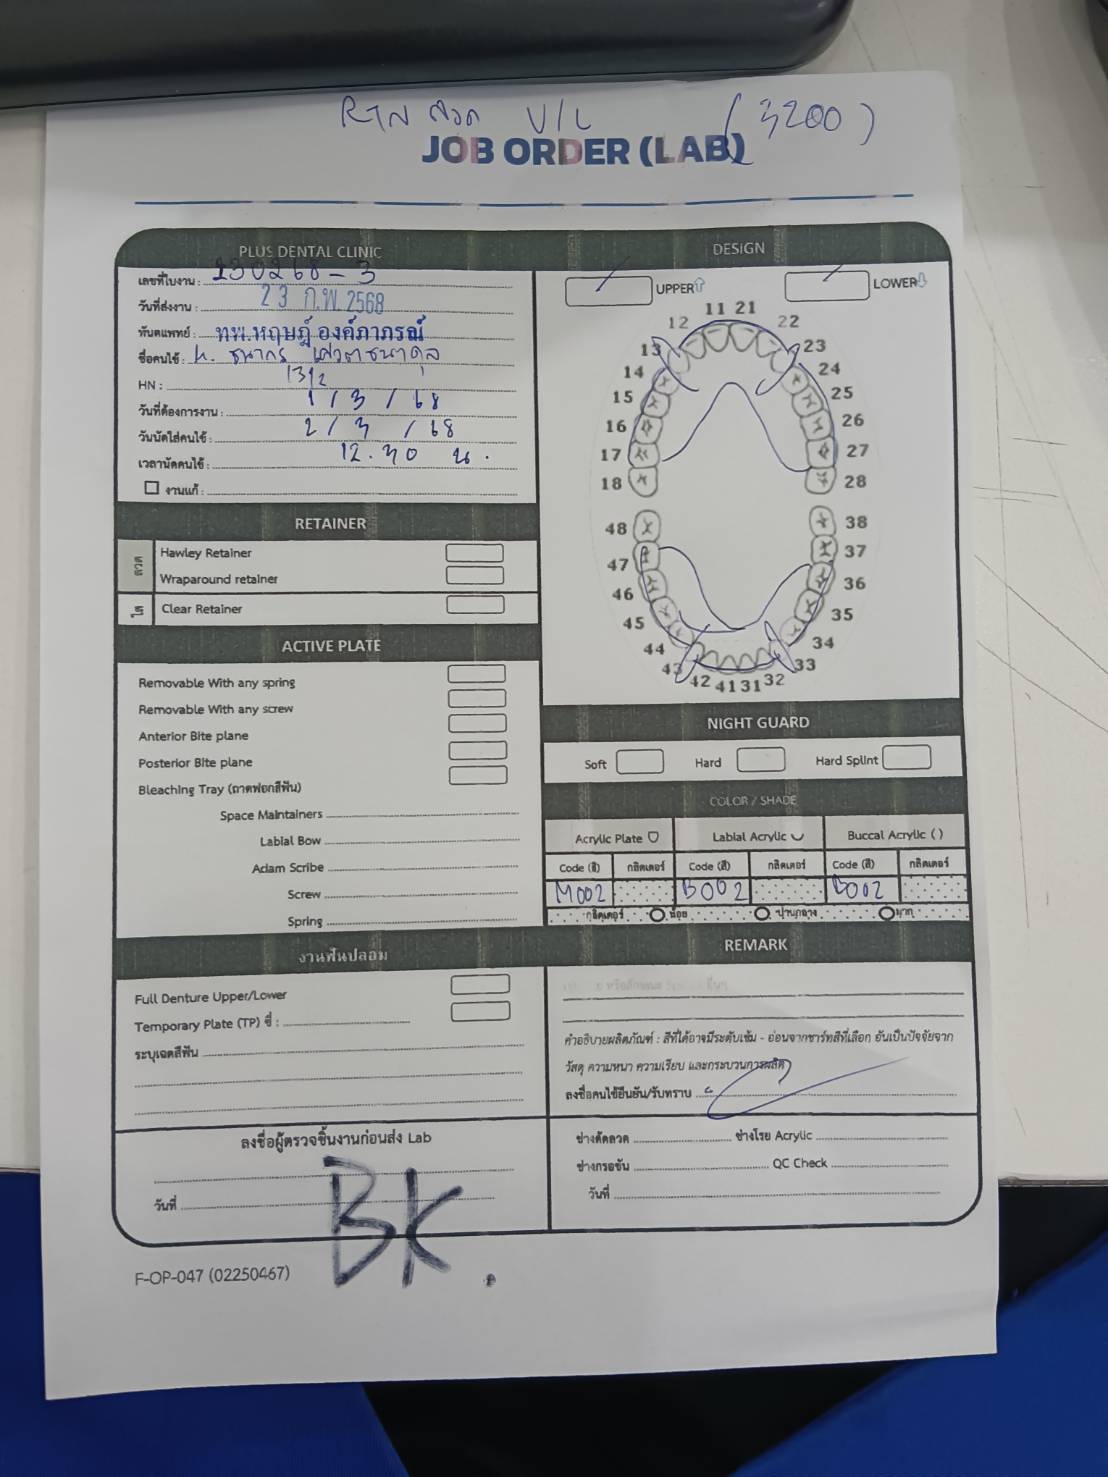 RTN ลวด U/L (3200)
JOB ORDER (LAB)
PLUS DENTAL CLINIC
เลขที่ใบงาน : 230268-3
วันที่ส่งงาน : 23 ก.พ. 2568
ทันตแพทย์ : ทพ.หฤษฎ์ องค์ภาภรณ์
ชื่อคนไข้ : น. ธนากร
HN : 1312
วันที่ต้องการงาน : 1 / 3 / 68
วันนัดใส่คนไข้ : 2 / 3 / 68
เวลานัดคนไข้ : 12.30 น.
งานแก้ :
DESIGN
UPPER
LOWER
11 21
12 22
13 23
14 24
15 25
16 26
17 27
18 28
48 38
47 37
46 36
45 35
44 34
43 33
42 41 31 32
RETAINER
ลวด
Hawley Retainer
Wraparound retainer
ใส
Clear Retainer
ACTIVE PLATE
Removable With any spring
Removable With any screw
Anterior Bite plane
Posterior Bite plane
Bleaching Tray (ถาดฟอกสีฟัน)
Space Maintainers
Labial Bow
Adam Scribe
Screw
Spring
NIGHT GUARD
Soft Hard Hard Splint
COLOR / SHADE
Acrylic Plate Labial Acrylic Buccal Acrylic ( )
Code (สี) กลิตเตอร์ Code (สี) กลิตเตอร์ Code (สี) กลิตเตอร์
M002 B002 B002
กลิตเตอร์ น้อย ปานกลาง มาก
งานฟันปลอม
Full Denture Upper/Lower
Temporary Plate (TP) ซี่ :
ระบุเฉดสีฟัน
REMARK
คำอธิบายผลิตภัณฑ์ : สีที่ได้อาจมีระดับเข้ม - อ่อนจากชาร์ทสีที่เลือก อันเป็นปัจจัยจาก
วัสดุ ความหนา ความเรียบ และกระบวนการผลิต
ลงชื่อคนไข้ยืนยัน/รับทราบ
ลงชื่อผู้ตรวจชิ้นงานก่อนส่ง Lab
วันที่
BK.
ช่างดัดลวด ช่างโรย Acrylic
ช่างกรอขัน QC Check
วันที่
F-OP-047 (02250467)